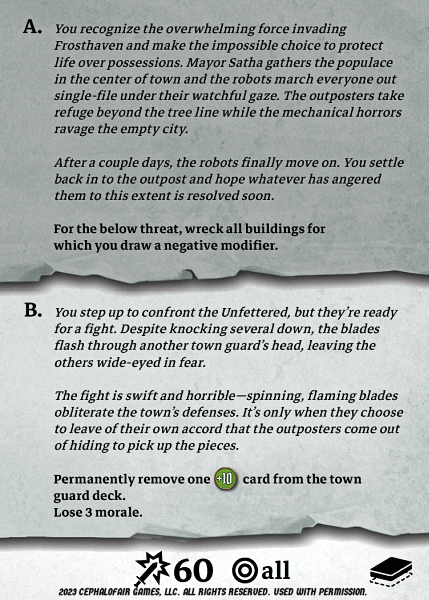 A. You recognize the overwhelming force invading
Frosthaven and make the impossible choice to protect
life over possessions. Mayor Satha gathers the populace
in the center of town and the robots march everyone out
single-file under their watchful gaze. The outposters take
refuge beyond the tree line while the mechanical horrors
ravage the empty city.
After a couple days, the robots finally move on. You settle
back in to the outpost and hope whatever has angered
them to this extent is resolved soon.
For the below threat, wreck all buildings for
which you draw a negative modifier.
B. You step up to confront the Unfettered, but they're ready
for a fight. Despite knocking several down, the blades
flash through another town guard's head, leaving the
others wide-eyed in fear.
The fight is swift and horrible—spinning, flaming blades
obliterate the town's defenses. It's only when they choose
to leave of their own accord that the outposters come out
of hiding to pick up the pieces.
Permanently remove one +10 card from the town
guard deck.
Lose 3 morale.
60 all
2023 CEPHALOFAIR GAMES, LLC. ALL RIGHTS RESERVED. USED WITH PERMISSION.